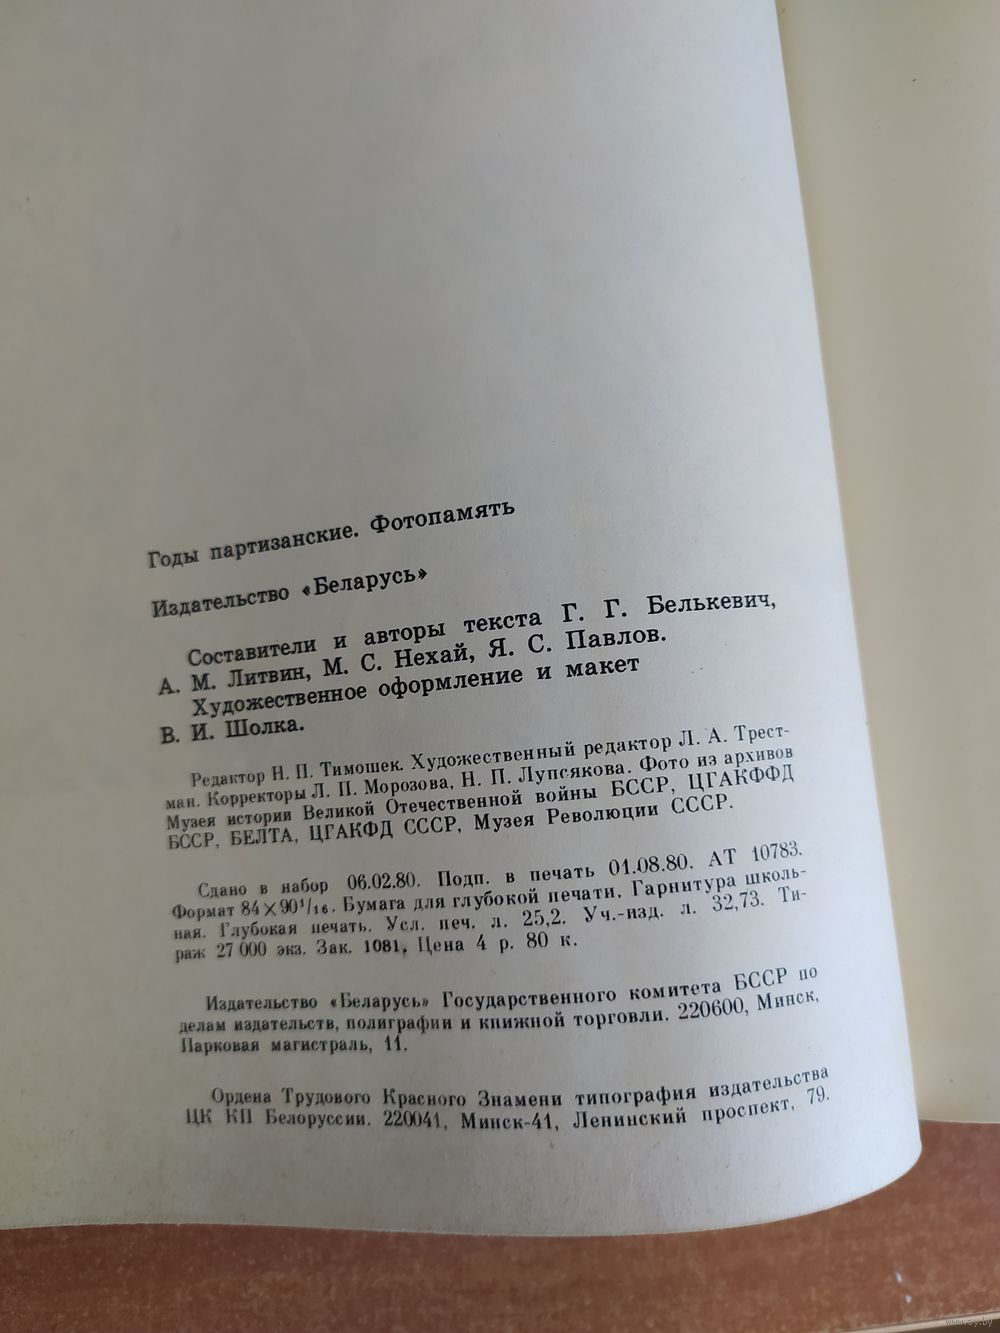 Годы партизанские. Фотопамять
Издательство «Беларусь»
Составители и авторы текста Г. Г. Белькевич,
А. М. Литвин, М. С. Нехай, Я. С. Павлов.
Художественное оформление и макет
В. И. Шолка.
Редактор Н. П. Тимошек. Художественный редактор Л. А. Трест-
ман. Корректоры Л. П. Морозова, Н. П. Лупсякова. Фото из архивов
Музея истории Великой Отечественной войны БССР, ЦГАКФФД
БССР, БЕЛТА, ЦГАКФД СССР, Музея Революции СССР.
Сдано в набор 06.02.80. Подп. в печать 01.08.80. АТ 10783.
Формат 84×90¹/₁₆. Бумага для глубокой печати. Гарнитура школь-
ная. Глубокая печать. Усл. печ. л. 25,2. Уч.-изд. л. 32,73. Ти-
раж 27 000 экз. Зак. 1081. Цена 4 р. 80 к.
Издательство «Беларусь» Государственного комитета БССР по
делам издательств, полиграфии и книжной торговли. 220600, Минск,
Парковая магистраль, 11.
Ордена Трудового Красного Знамени типография издательства
ЦК КП Белоруссии. 220041, Минск-41, Ленинский проспект, 79.